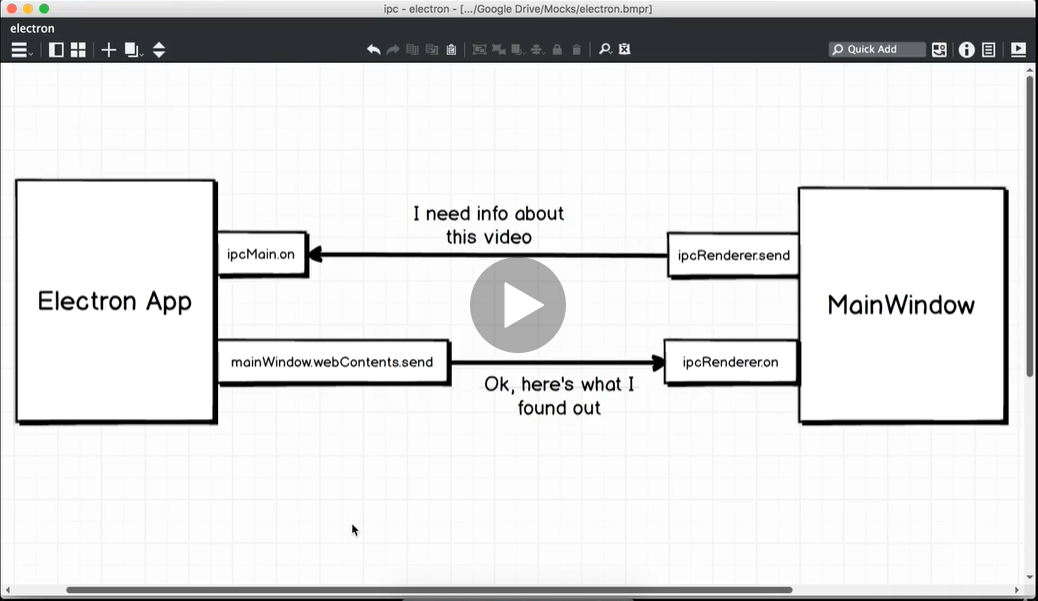 ipc - electron - [.../Google Drive/Mocks/electron.bmpr]
electron
Quick Add
I need info about
this video
ipcMain.on
ipcRenderer.send
Electron App
MainWindow
mainWindow.webContents.send
ipcRenderer.on
Ok, here's what I
found out